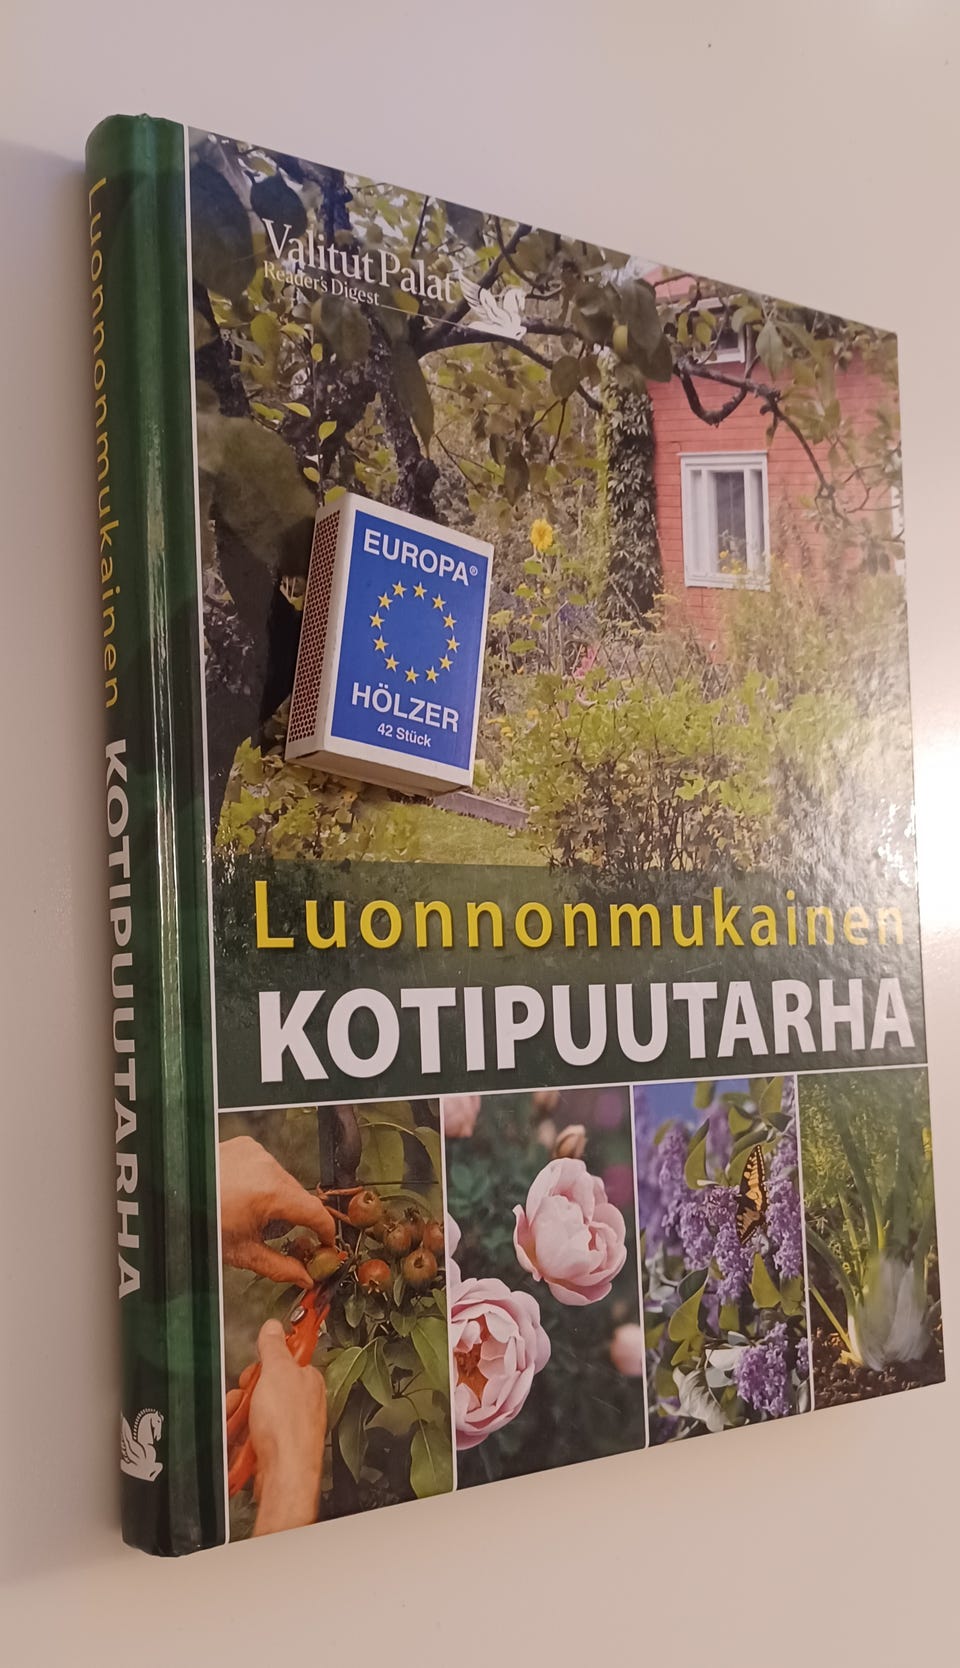 Luonnonmukainen KOTIPUUTARHA
Valitut Palat
Reader's Digest
EUROPA®
HÖLZER
42 Stück
Luonnonmukainen
KOTIPUUTARHA